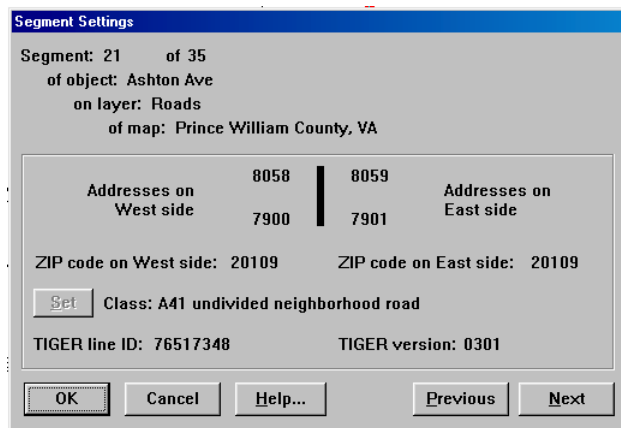 Segment Settings
Segment: 21 of 35
of object: Ashton Ave
on layer: Roads
of map: Prince William County, VA
8058 8059
Addresses on Addresses on
West side East side
7900 7901
ZIP code on West side: 20109 ZIP code on East side: 20109
Set Class: A41 undivided neighborhood road
TIGER line ID: 76517348 TIGER version: 0301
OK Cancel Help... Previous Next